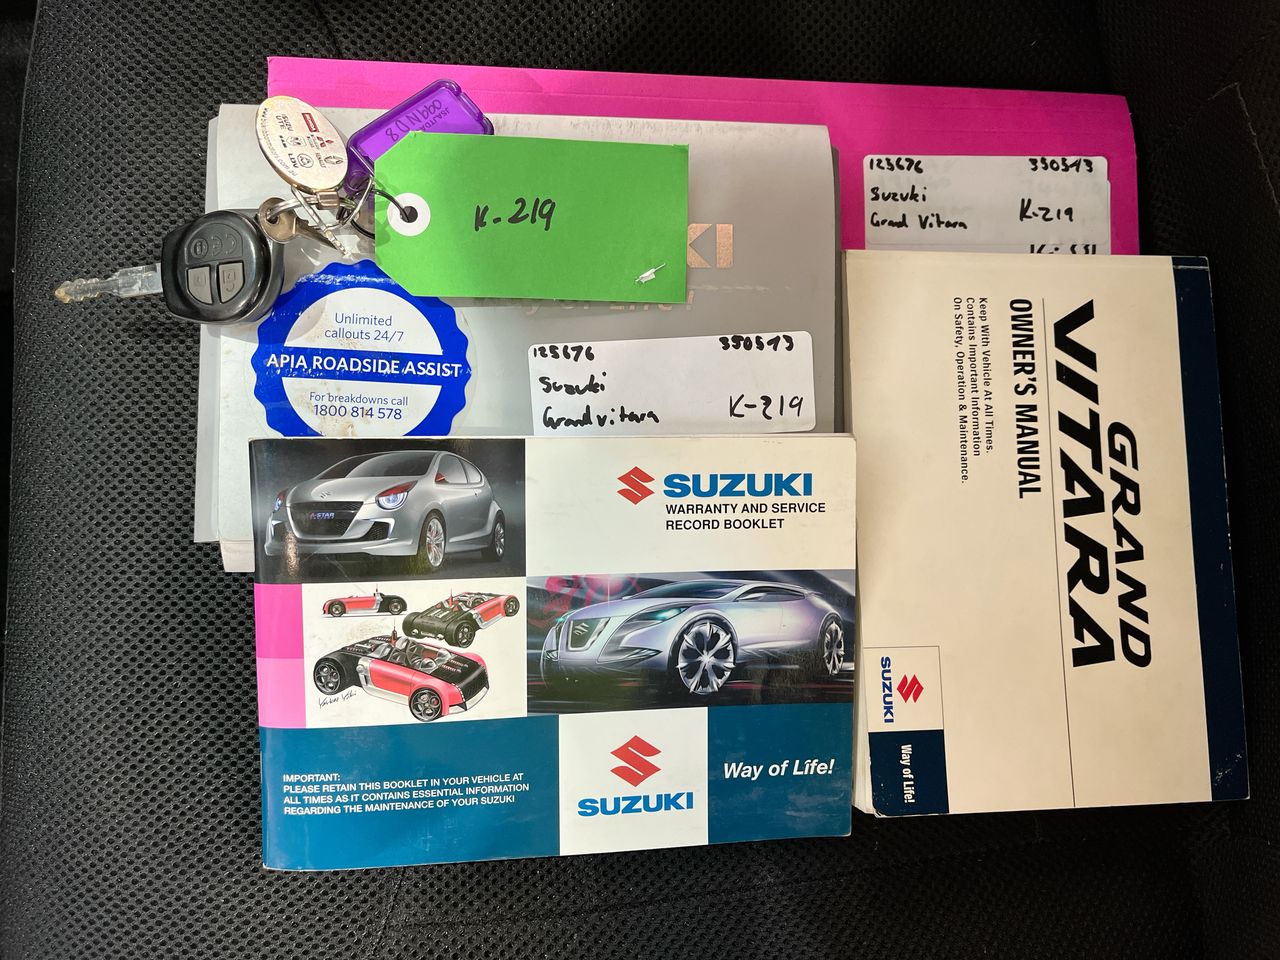 K-219
125676 350543
Suzuki
Grand Vitara K-219
Unlimited
callouts 24/7
APIA ROADSIDE ASSIST
For breakdowns call
1800 814 578
125676 350543
Suzuki
Grand Vitara K-219
A-STAR
SUZUKI
WARRANTY AND SERVICE
RECORD BOOKLET
IMPORTANT:
PLEASE RETAIN THIS BOOKLET IN YOUR VEHICLE AT
ALL TIMES AS IT CONTAINS ESSENTIAL INFORMATION
REGARDING THE MAINTENANCE OF YOUR SUZUKI
SUZUKI
Way of Life!
GRAND
VITARA
OWNER'S MANUAL
Keep With Vehicle At All Times.
Contains Important Information
On Safety, Operation & Maintenance.
SUZUKI
Way of Life!